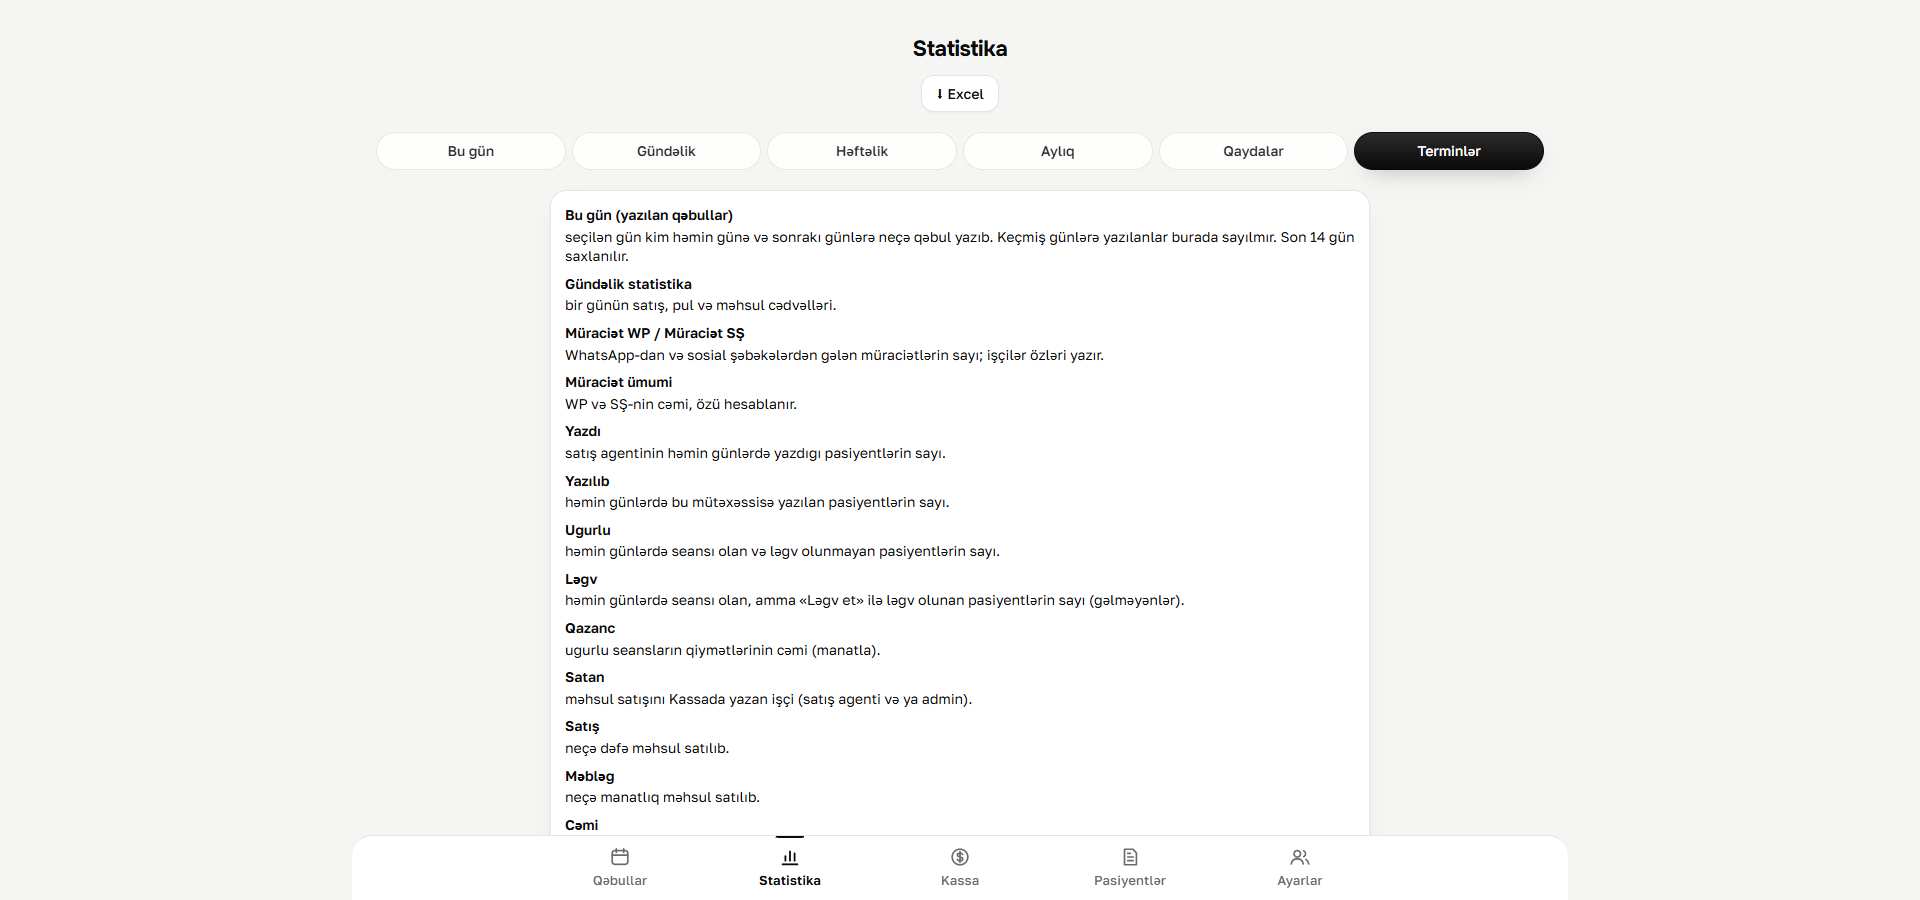 Statistika
⭳ Excel
Bu gün
Gündəlik
Həftəlik
Aylıq
Qaydalar
Terminlər
Bu gün (yazılan qəbullar)
seçilən gün kim həmin günə və sonrakı günlərə neçə qəbul yazıb. Keçmiş günlərə yazılanlar burada sayılmır. Son 14 gün
saxlanılır.
Gündəlik statistika
bir günün satış, pul və məhsul cədvəlləri.
Müraciət WP / Müraciət SŞ
WhatsApp-dan və sosial şəbəkələrdən gələn müraciətlərin sayı; işçilər özləri yazır.
Müraciət ümumi
WP və SŞ-nin cəmi, özü hesablanır.
Yazdı
satış agentinin həmin günlərdə yazdıgı pasiyentlərin sayı.
Yazılıb
həmin günlərdə bu mütəxəssisə yazılan pasiyentlərin sayı.
Ugurlu
həmin günlərdə seansı olan və ləgv olunmayan pasiyentlərin sayı.
Ləgv
həmin günlərdə seansı olan, amma «Ləgv et» ilə ləgv olunan pasiyentlərin sayı (gəlməyənlər).
Qazanc
ugurlu seansların qiymətlərinin cəmi (manatla).
Satan
məhsul satışını Kassada yazan işçi (satış agenti və ya admin).
Satış
neçə dəfə məhsul satılıb.
Məbləg
neçə manatlıq məhsul satılıb.
Cəmi
Qəbullar
Statistika
Kassa
Pasiyentlər
Ayarlar